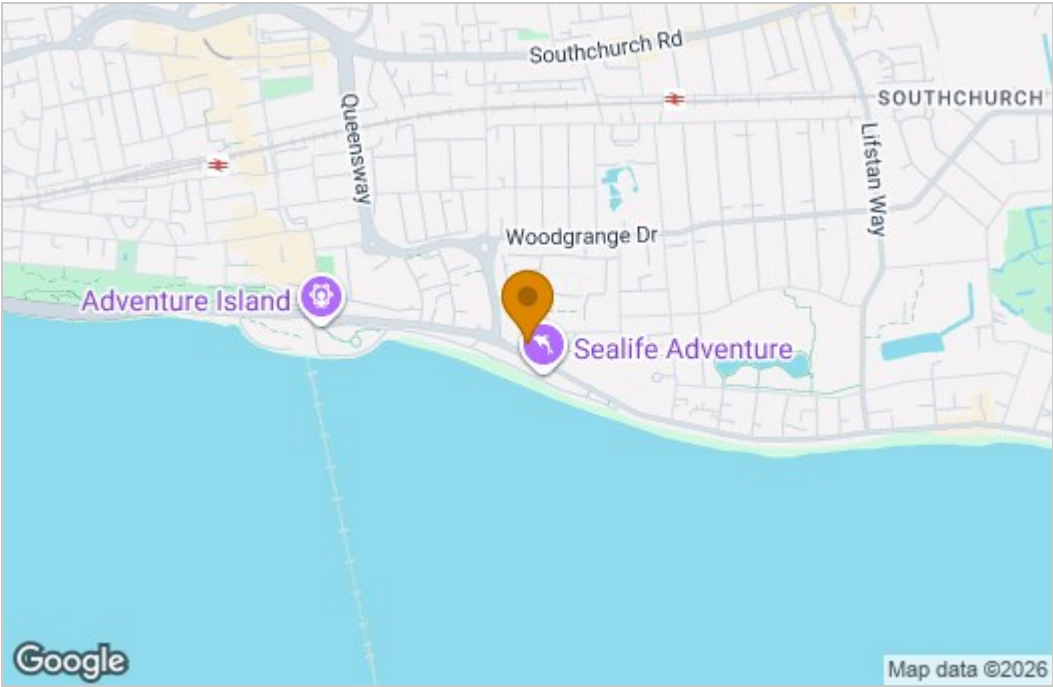 Southchurch Rd
SOUTHCHURCH
Queensway
Lifstan Way
Woodgrange Dr
Adventure Island
Sealife Adventure
Google
Map data ©2026